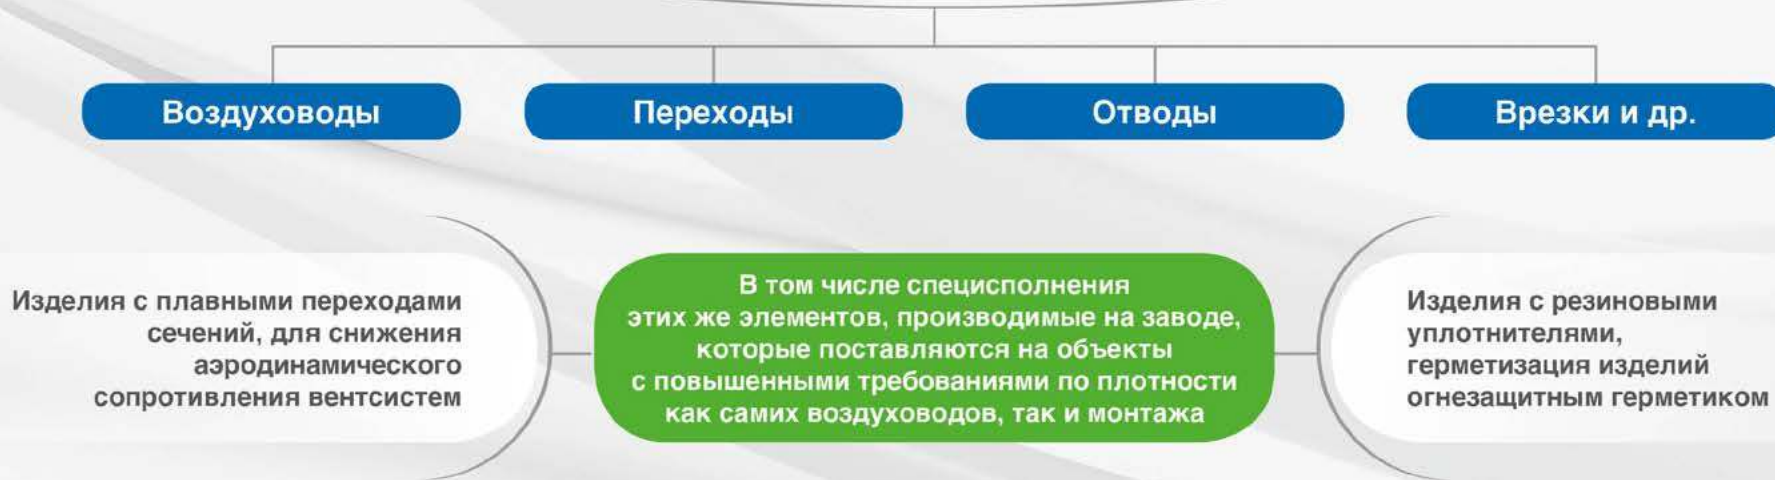 Воздуховоды
Переходы
Отводы
Врезки и др.
Изделия с плавными переходами
сечений, для снижения
аэродинамического
сопротивления вентсистем
В том числе специсполнения
этих же элементов, производимые на заводе,
которые поставляются на объекты
с повышенными требованиями по плотности
как самих воздуховодов, так и монтажа
Изделия с резиновыми
уплотнителями,
герметизация изделий
огнезащитным герметиком